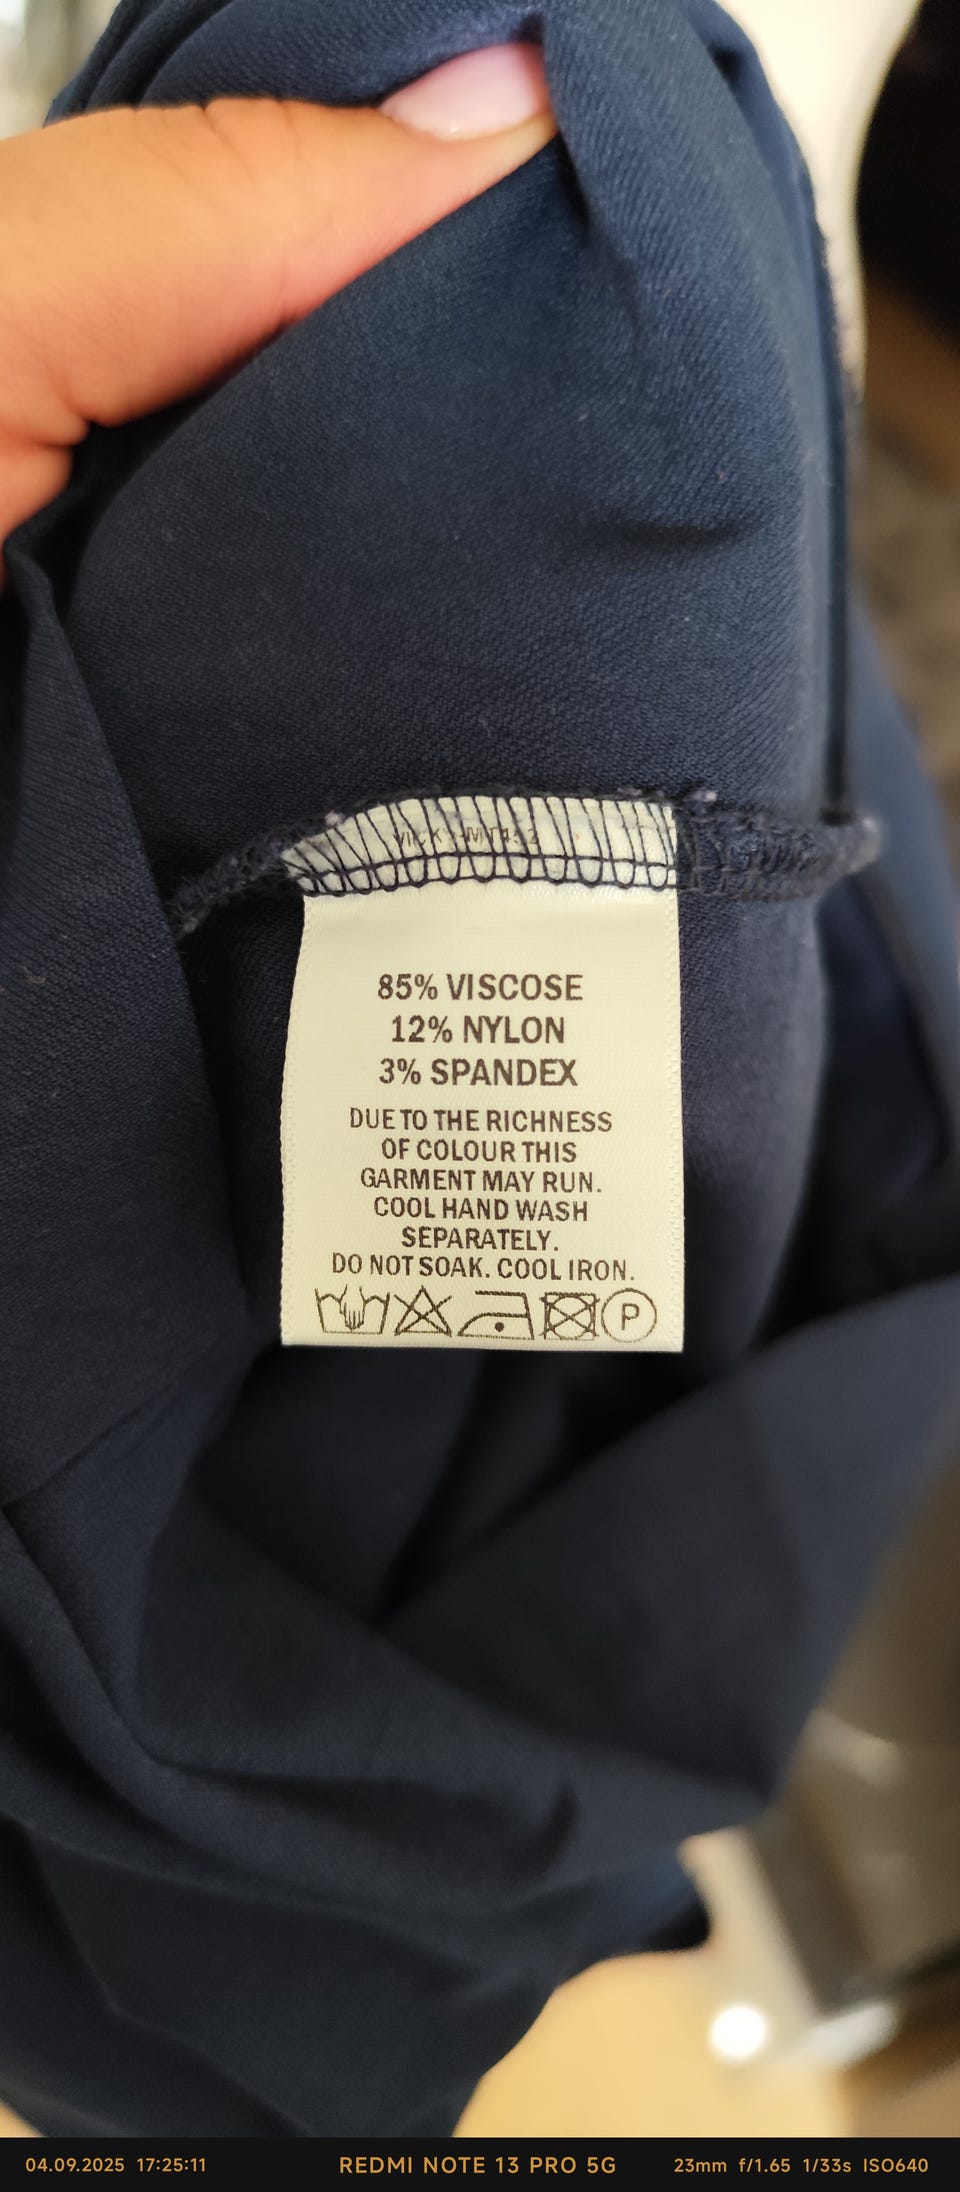 85% VISCOSE
12% NYLON
3% SPANDEX
DUE TO THE RICHNESS
OF COLOUR THIS
GARMENT MAY RUN.
COOL HAND WASH
SEPARATELY.
DO NOT SOAK. COOL IRON.
P
04.09.2025 17:25:11
REDMI NOTE 13 PRO 5G
23mm f/1.65 1/33s ISO640